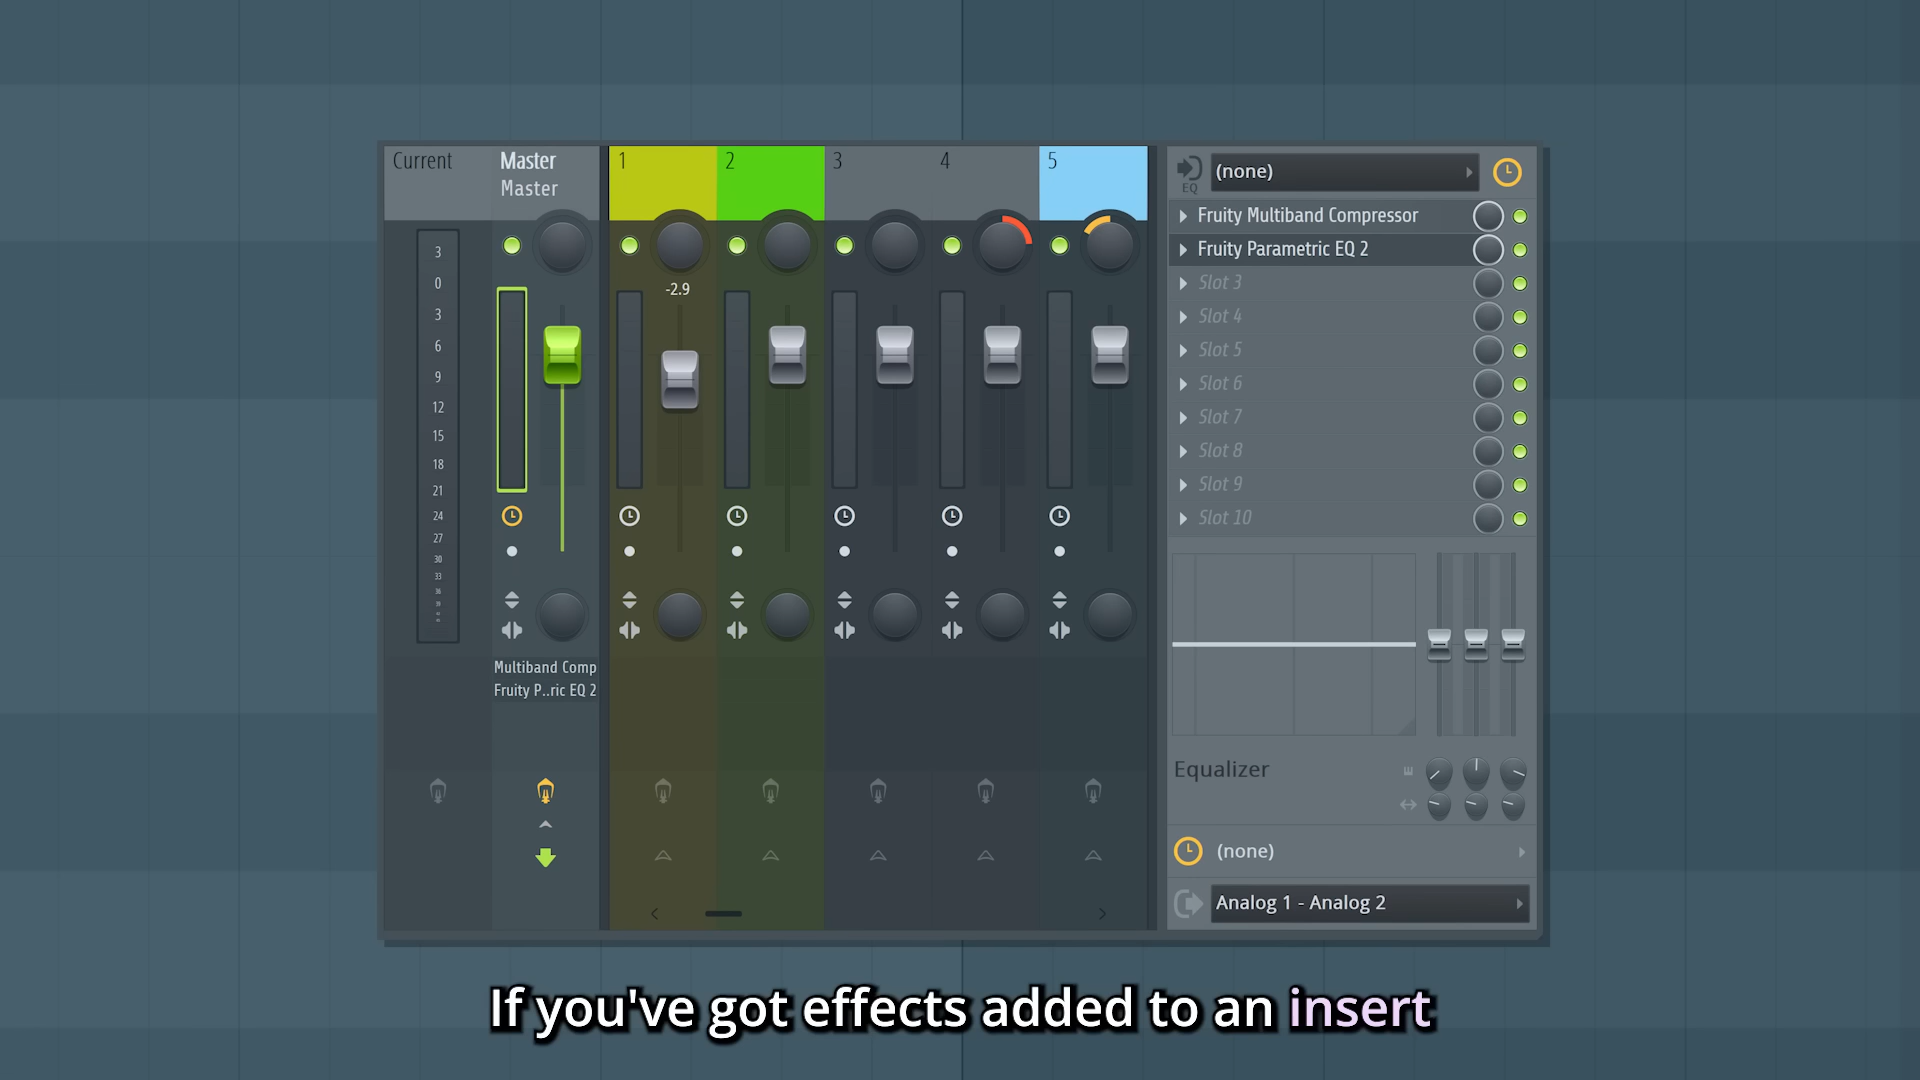 Current
Master
Master
1
2
3
4
5
3
0
3
6
9
12
15
18
21
24
27
30
33
-2.9
Multiband Comp
Fruity P..ric EQ 2
EQ
(none)
Fruity Multiband Compressor
Fruity Parametric EQ 2
Slot 3
Slot 4
Slot 5
Slot 6
Slot 7
Slot 8
Slot 9
Slot 10
Equalizer
(none)
Analog 1 - Analog 2
If you've got effects added to an insert